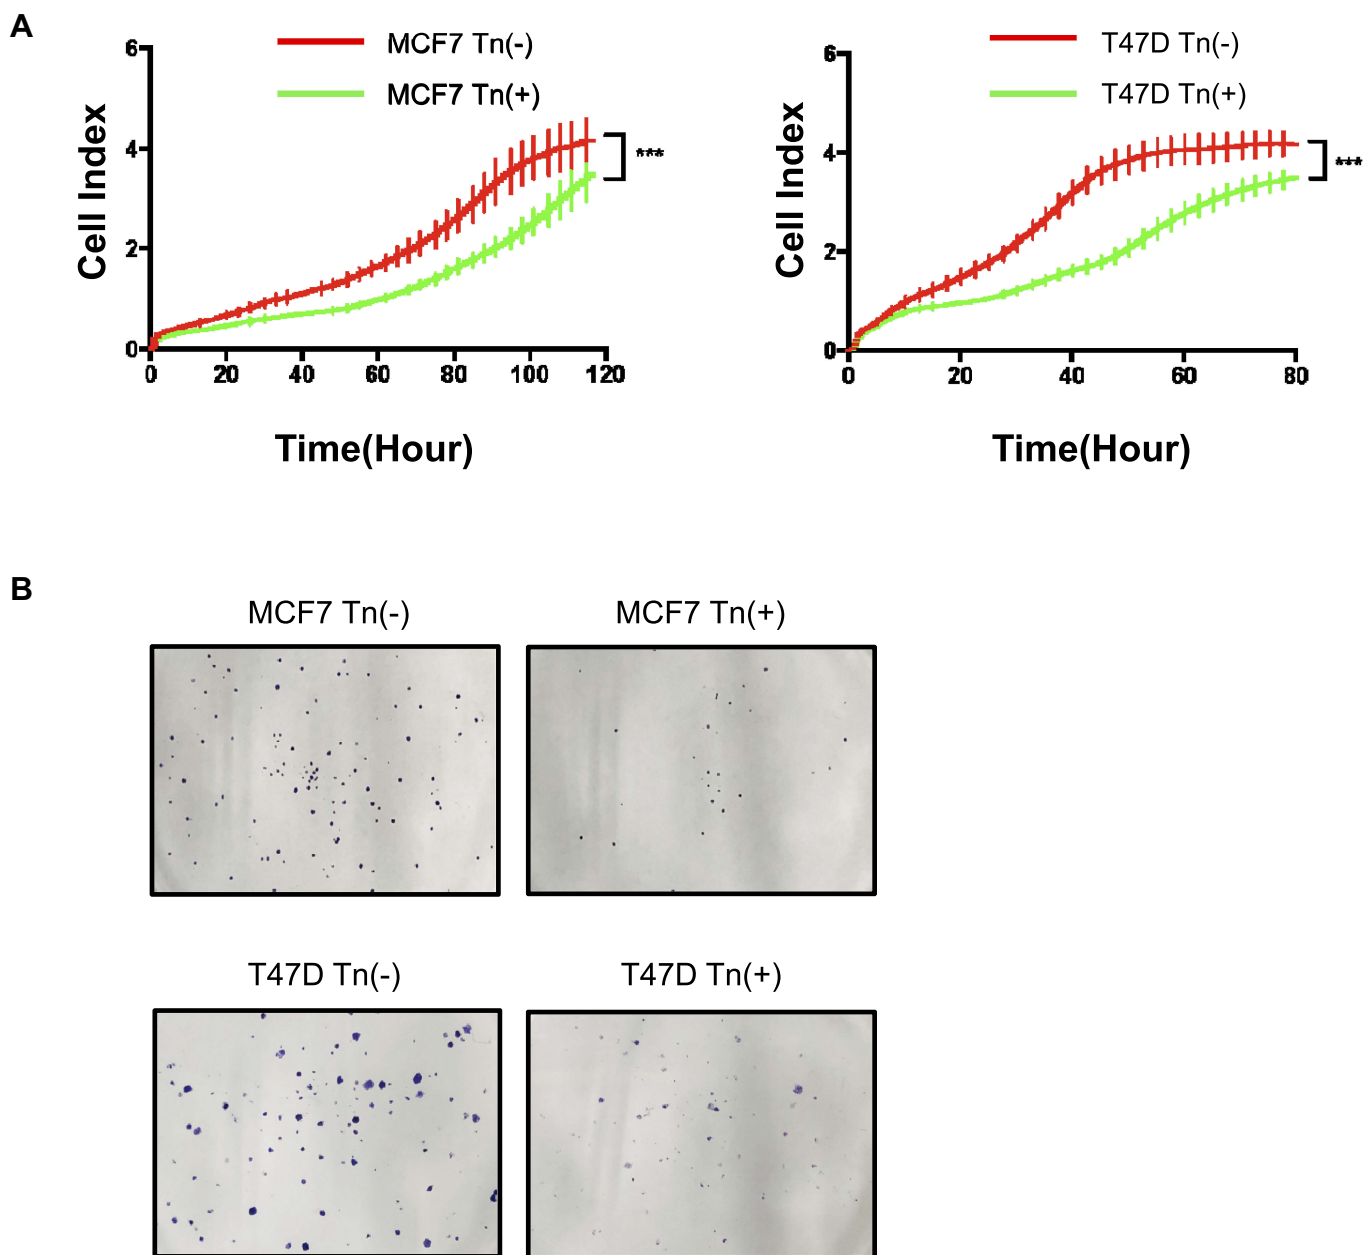 A
MCF7 Tn(-)
MCF7 Tn(+)
Cell Index
6
4
2
0
***
0 20 40 60 80 100 120
Time(Hour)
T47D Tn(-)
T47D Tn(+)
Cell Index
6
4
2
0
***
0 20 40 60 80
Time(Hour)
B
MCF7 Tn(-) MCF7 Tn(+)
T47D Tn(-) T47D Tn(+)